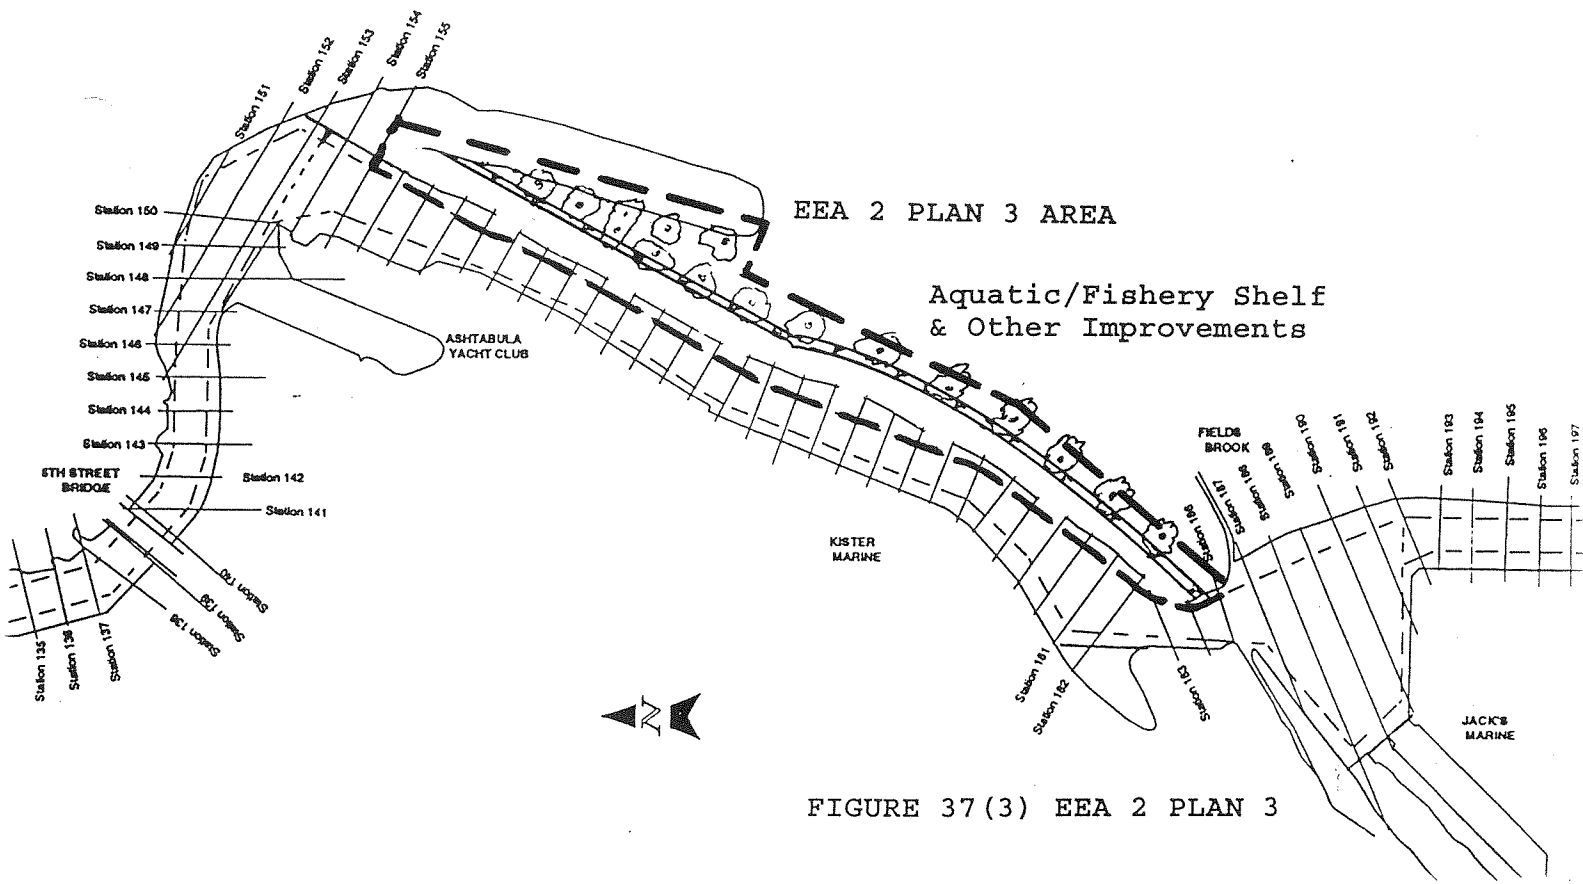 Station 154
Station 155
Station 153
Station 152
Station 151
Station 150
Station 149
Station 148
Station 147
Station 146
Station 145
Station 144
Station 143
5TH STREET
BRIDGE
Station 142
Station 141
Station 140
Station 139
Station 138
Station 137
Station 136
Station 135
ASHTABULA
YACHT CLUB
EEA 2 PLAN 3 AREA
Aquatic/Fishery Shelf
& Other Improvements
KISTER
MARINE
FIELDS
BROOK
Station 186
Station 187
Station 188
Station 189
Station 190
Station 191
Station 192
Station 193
Station 194
Station 195
Station 196
Station 197
Station 181
Station 182
Station 183
N
JACK'S
MARINE
FIGURE 37(3) EEA 2 PLAN 3